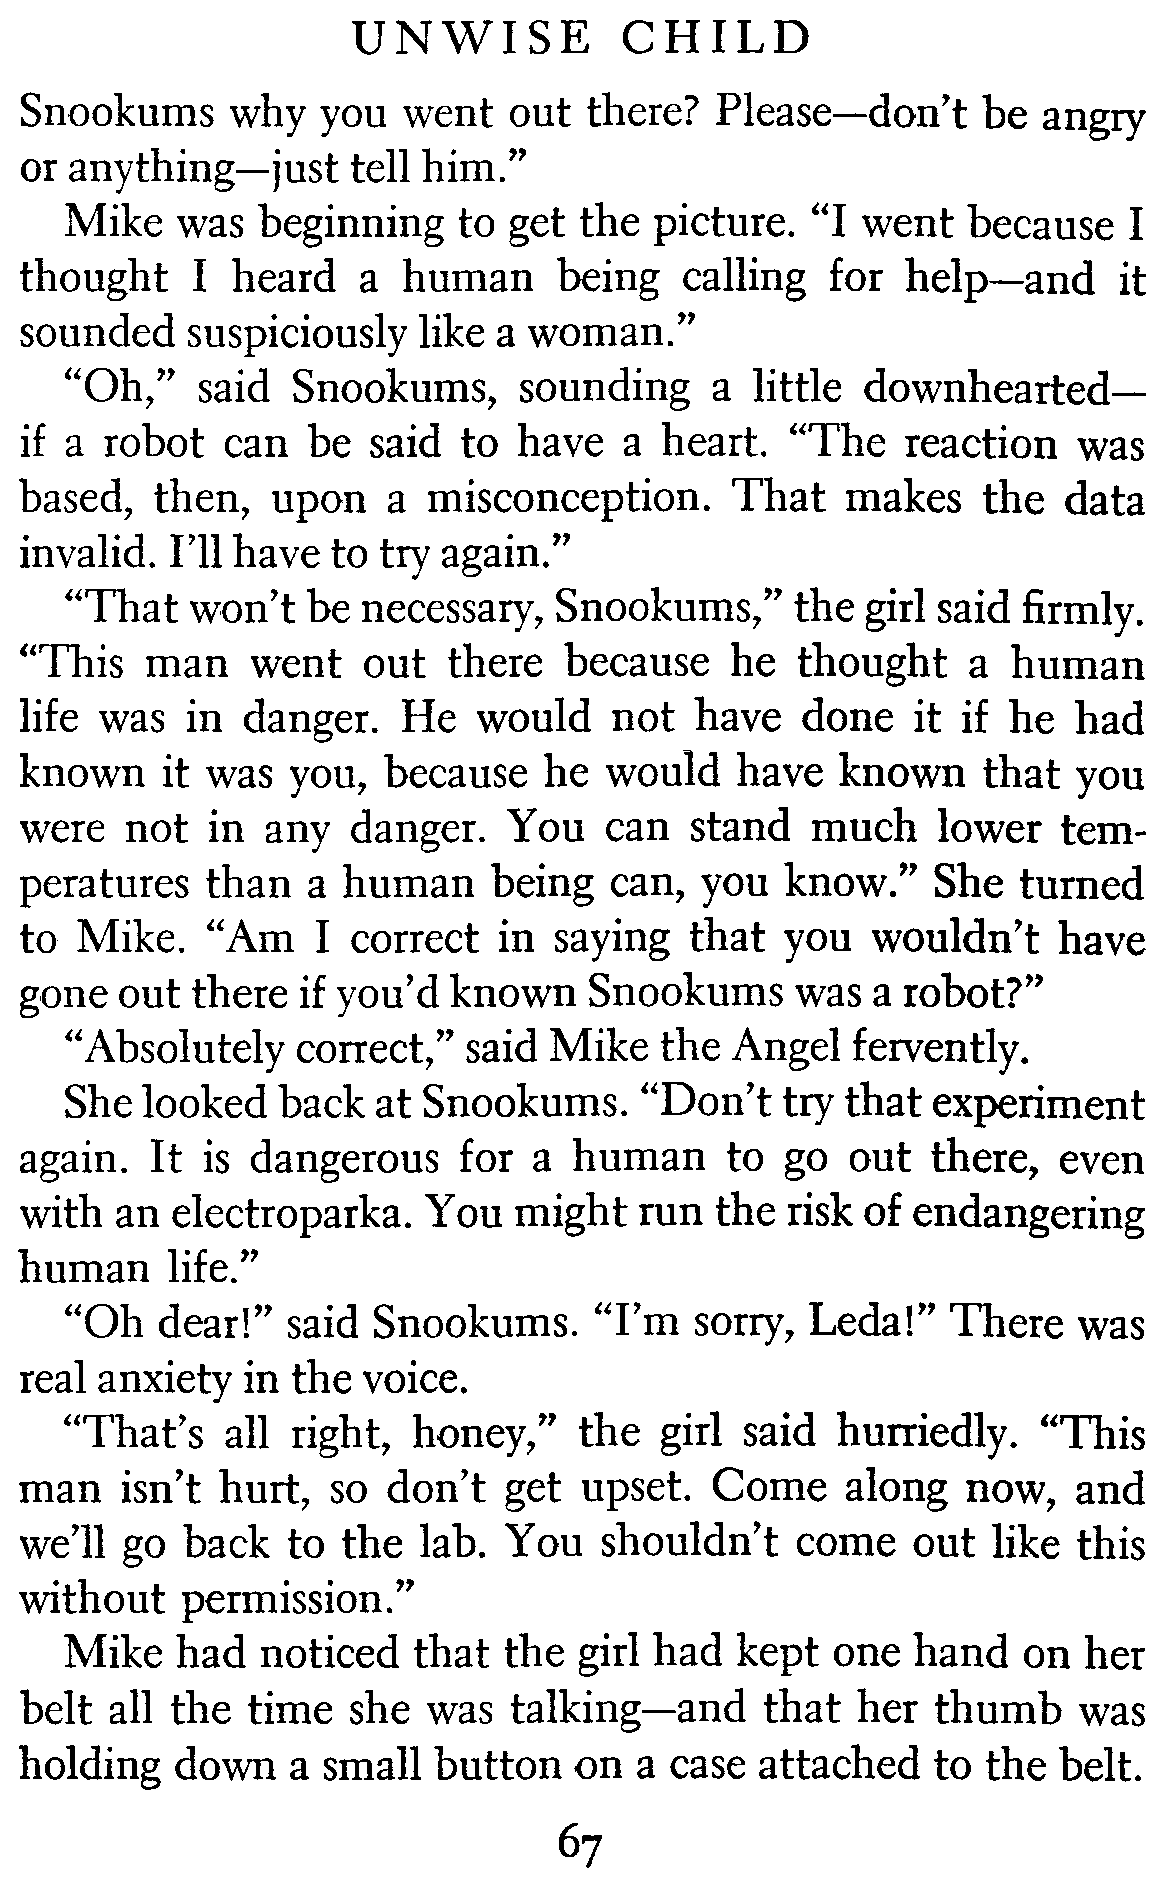 UNWISE CHILD
Snookums why you went out there? Please—don't be angry
or anything—just tell him.”
Mike was beginning to get the picture. “I went because I
thought I heard a human being calling for help—and it
sounded suspiciously like a woman.”
“Oh,” said Snookums, sounding a little downhearted—
if a robot can be said to have a heart. “The reaction was
based, then, upon a misconception. That makes the data
invalid. I’ll have to try again.”
“That won’t be necessary, Snookums,” the girl said firmly.
“This man went out there because he thought a human
life was in danger. He would not have done it if he had
known it was you, because he would have known that you
were not in any danger. You can stand much lower tem-
peratures than a human being can, you know.” She turned
to Mike. “Am I correct in saying that you wouldn’t have
gone out there if you’d known Snookums was a robot?”
“Absolutely correct,” said Mike the Angel fervently.
She looked back at Snookums. “Don’t try that experiment
again. It is dangerous for a human to go out there, even
with an electroparka. You might run the risk of endangering
human life.”
“Oh dear!” said Snookums. “I’m sorry, Leda!” There was
real anxiety in the voice.
“That’s all right, honey,” the girl said hurriedly. “This
man isn’t hurt, so don’t get upset. Come along now, and
we’ll go back to the lab. You shouldn’t come out like this
without permission.”
Mike had noticed that the girl had kept one hand on her
belt all the time she was talking—and that her thumb was
holding down a small button on a case attached to the belt.
67